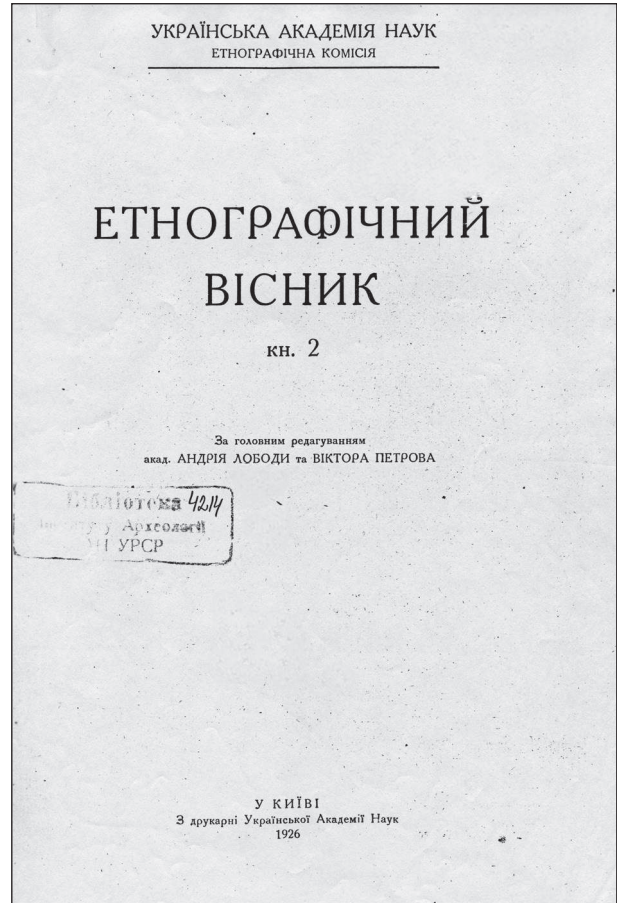 УКРАЇНСЬКА АКАДЕМІЯ НАУК
ЕТНОГРАФІЧНА КОМІСІЯ
ЕТНОГРАФІЧНИЙ
ВІСНИК
кн. 2
За головним редагуванням
акад. АНДРІЯ ЛОБОДИ та ВІКТОРА ПЕТРОВА
Бібліотека 4214
Археології
УРСР
У КИЇВІ
З друкарні Української Академії Наук
1926